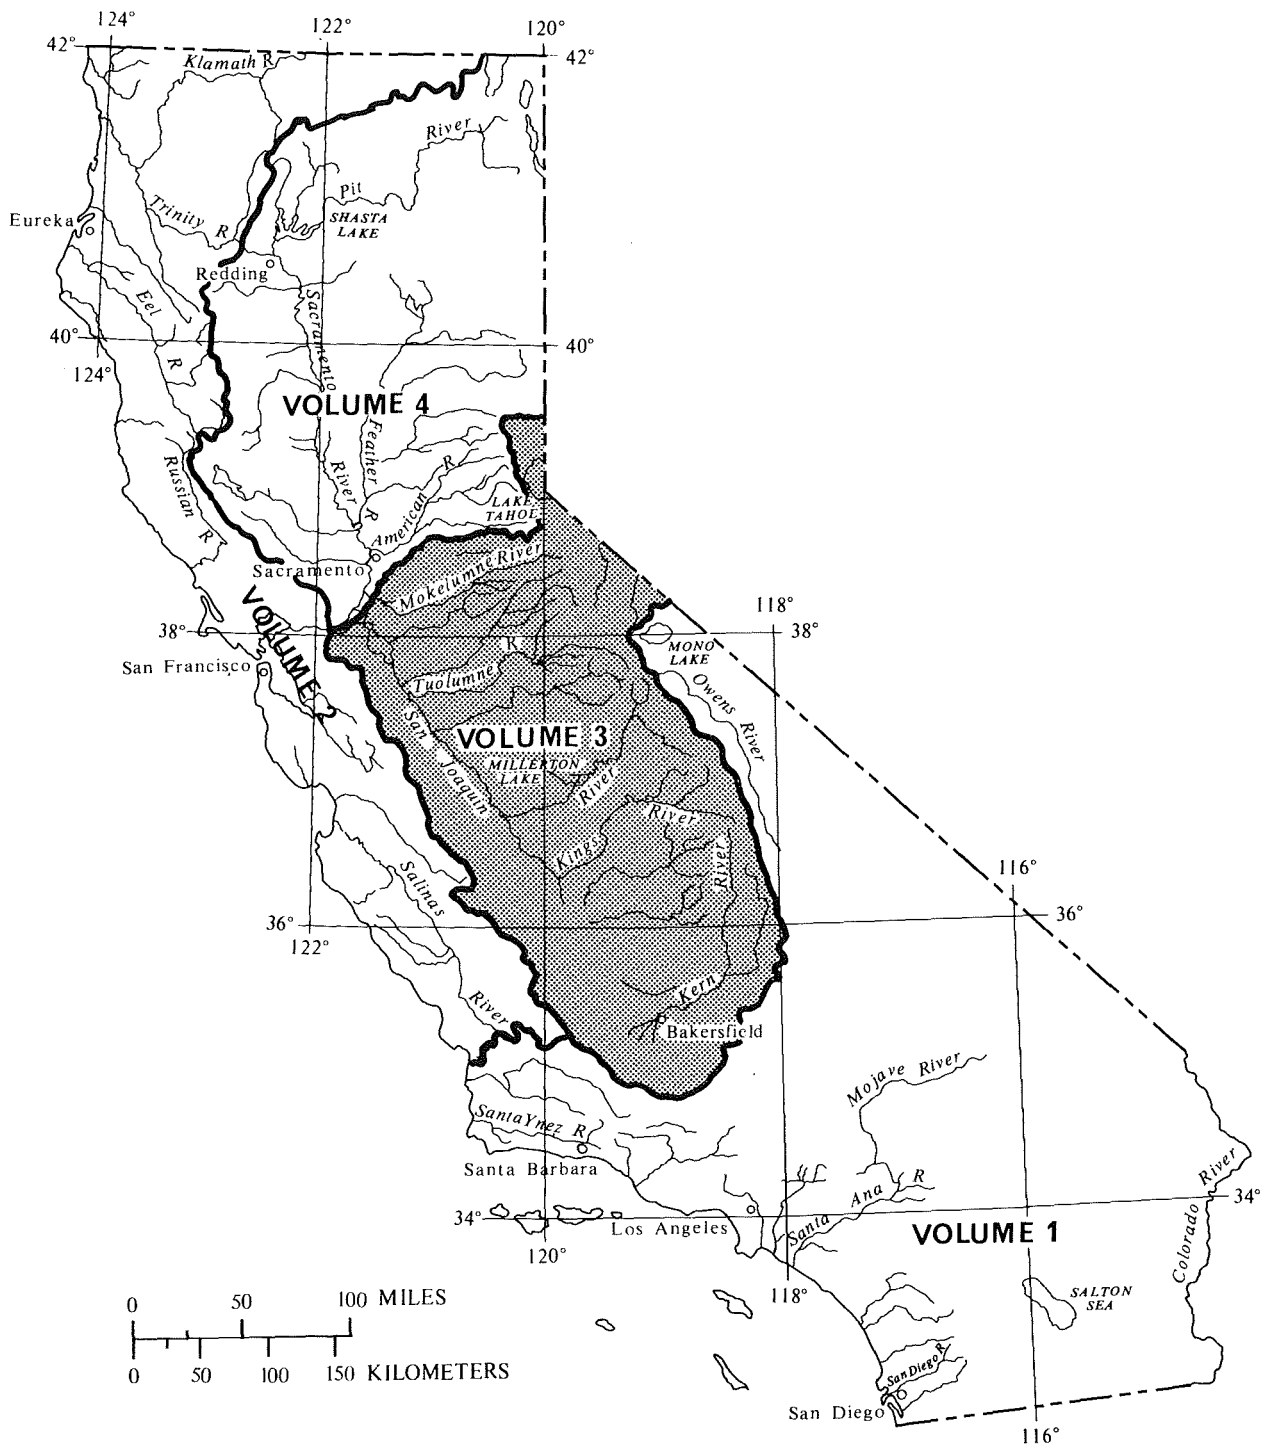 124°
122°
120°
42°
42°
Klamath R
River
Pit
Trinity R
SHASTA
LAKE
Eureka
Redding
Eel R
Sacramento River
40°
40°
124°
VOLUME 4
Feather R
Russian R
American R
LAKE
TAHOE
Sacramento
Mokelumne River
VOLUME
118°
38°
38°
MONO
LAKE
San Francisco
Tuolumne R
Owens River
San Joaquin River
VOLUME 3
MILLERTON
LAKE
Kings River
River
116°
Salinas River
36°
36°
122°
Kern
Bakersfield
Mojave River
Santa Ynez R
Santa Barbara
Santa Ana R
Colorado River
34°
34°
Los Angeles
VOLUME 1
120°
118°
SALTON
SEA
0 50 100 MILES
0 50 100 150 KILOMETERS
San Diego R
San Diego
116°